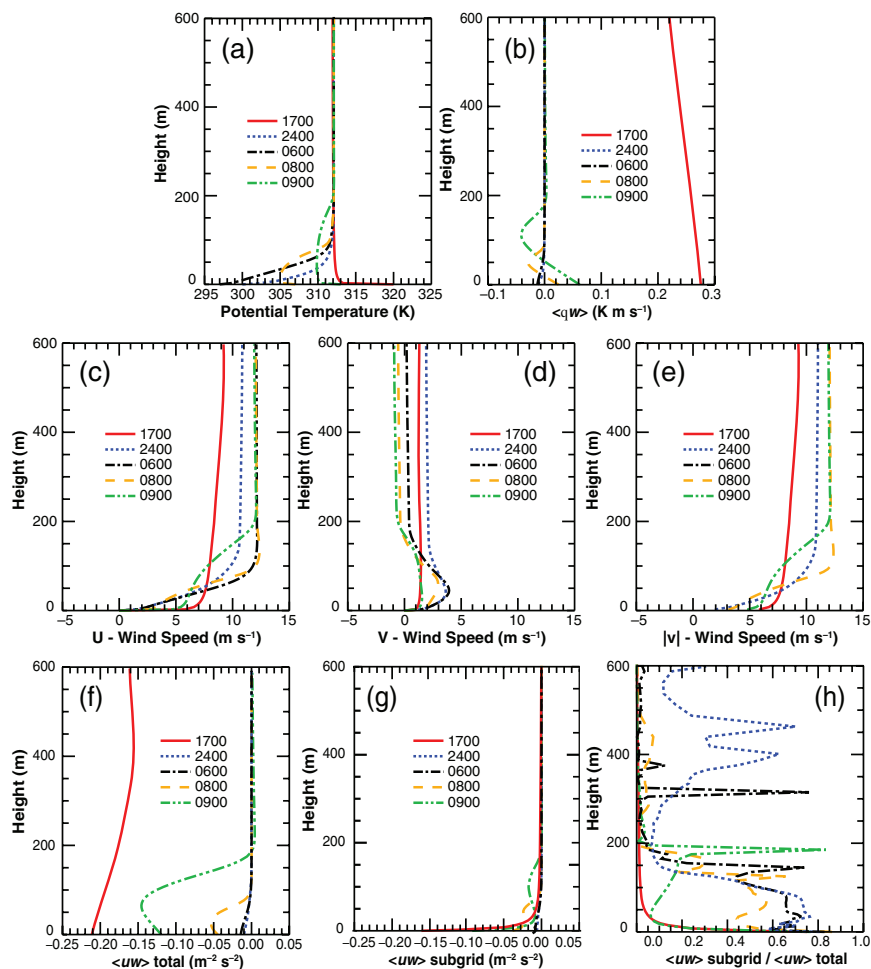 600
(a)
400
Height (m)
1700
2400
0600
0800
0900
200
0
295 300 305 310 315 320 325
Potential Temperature (K)
600
(b)
400
Height (m)
1700
2400
0600
0800
0900
200
0
−0.1 0.0 0.1 0.2 0.3
<qw> (K m s⁻¹)
600
(c)
400
Height (m)
1700
2400
0600
0800
0900
200
0
−5 0 5 10 15
U - Wind Speed (m s⁻¹)
600
(d)
400
Height (m)
1700
2400
0600
0800
0900
200
0
−5 0 5 10 15
V - Wind Speed (m s⁻¹)
600
(e)
400
Height (m)
1700
2400
0600
0800
0900
200
0
−5 0 5 10 15
|v| - Wind Speed (m s⁻¹)
600
(f)
400
Height (m)
1700
2400
0600
0800
0900
200
0
−0.25 −0.20 −0.15 −0.10 −0.05 0.00 0.05
<uw> total (m⁻² s⁻²)
600
(g)
400
Height (m)
1700
2400
0600
0800
0900
200
0
−0.25 −0.20 −0.15 −0.10 −0.05 0.00 0.05
<uw> subgrid (m⁻² s⁻²)
600
(h)
400
Height (m)
1700
2400
0600
0800
0900
200
0
0.0 0.2 0.4 0.6 0.8 1.0
<uw> subgrid / <uw> total